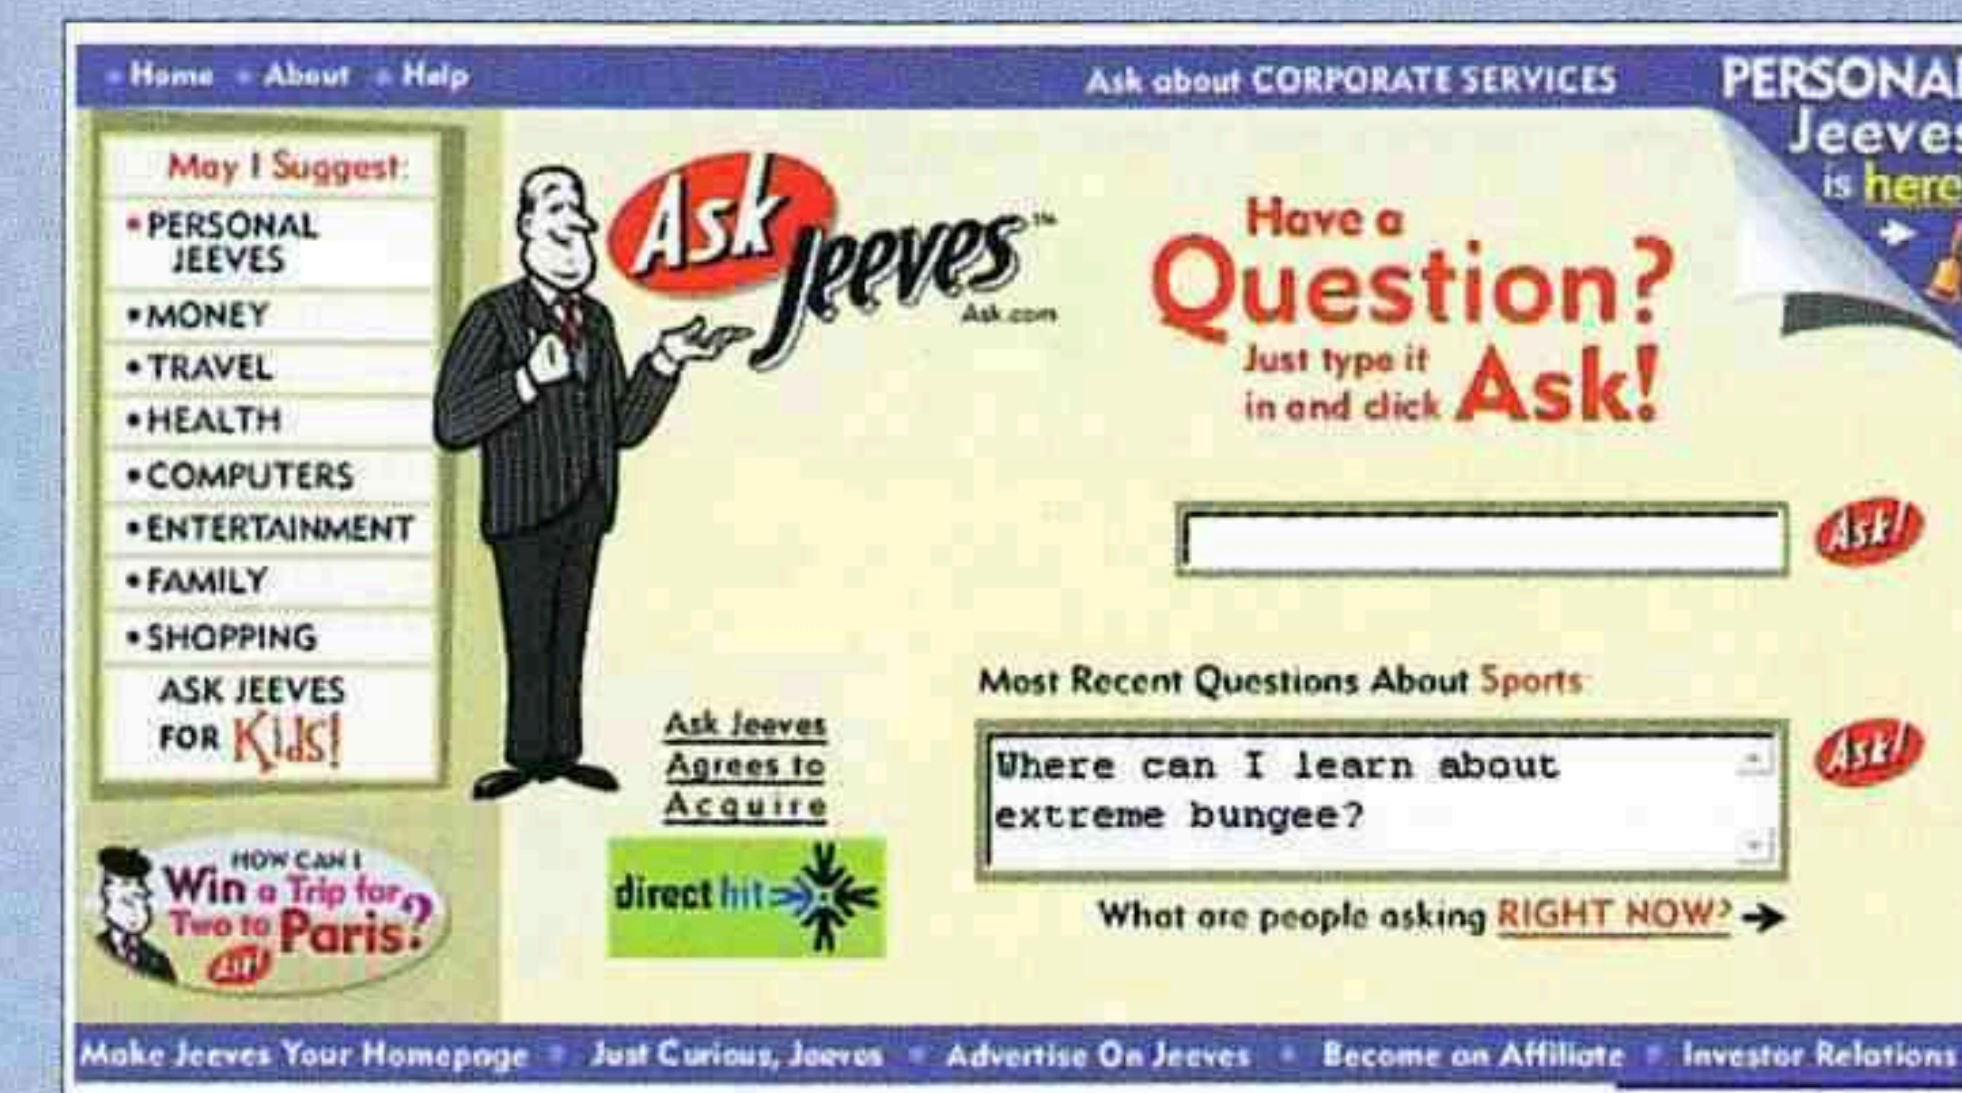 Home About Help
Ask about CORPORATE SERVICES
PERSONAL
Jeeves
is here
May I Suggest:
PERSONAL
JEEVES
MONEY
TRAVEL
HEALTH
COMPUTERS
ENTERTAINMENT
FAMILY
SHOPPING
ASK JEEVES
FOR Kids!
HOW CAN I
Win a Trip for
Two to Paris?
Ask!
Ask Jeeves™
Ask.com
Ask Jeeves
Agrees to
Acquire
direct hit
Have a
Question?
Just type it
in and click Ask!
Ask!
Most Recent Questions About Sports
Where can I learn about
extreme bungee?
Ask!
What are people asking RIGHT NOW?
Make Jeeves Your Homepage Just Curious, Jeeves Advertise On Jeeves Become an Affiliate Investor Relations